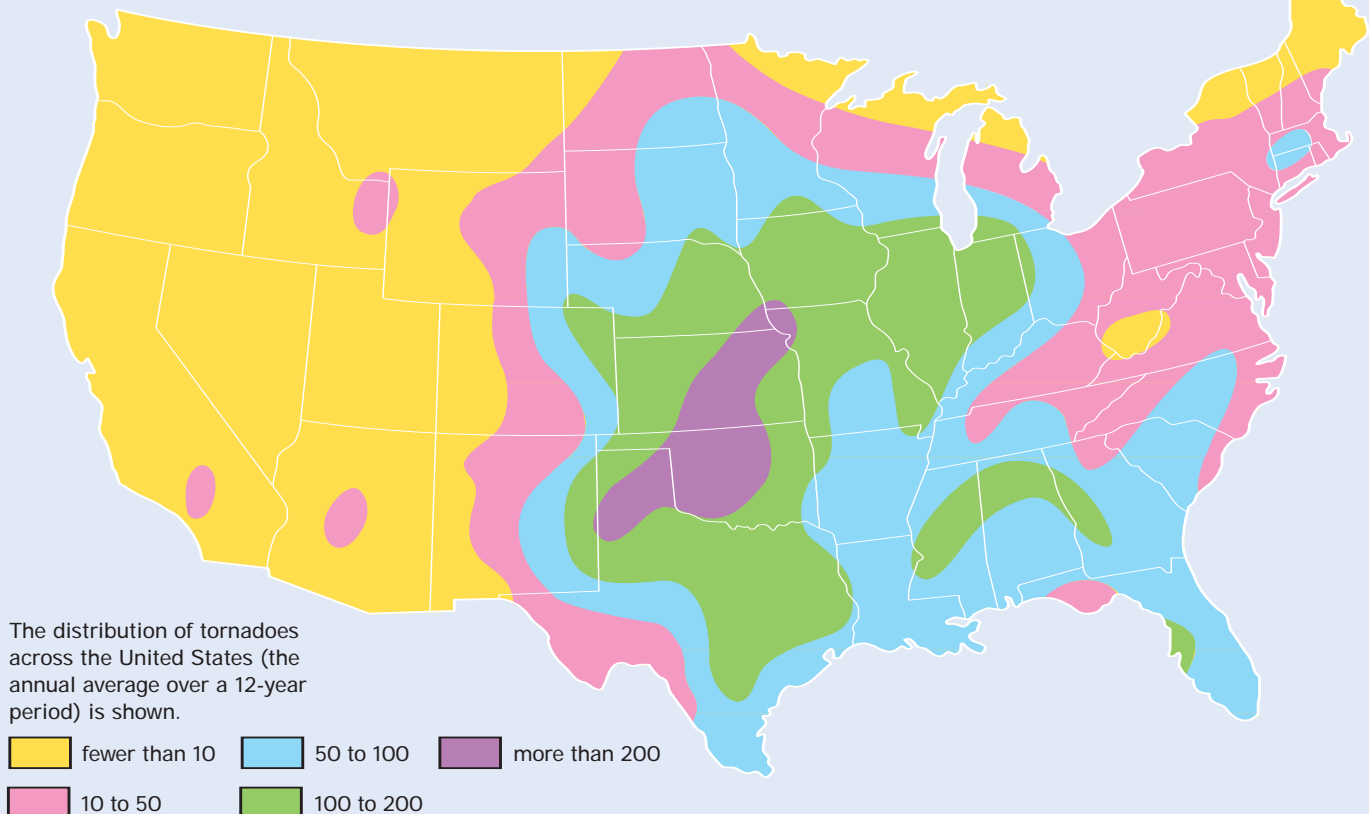 The distribution of tornadoes
across the United States (the
annual average over a 12-year
period) is shown.
fewer than 10
50 to 100
more than 200
10 to 50
100 to 200